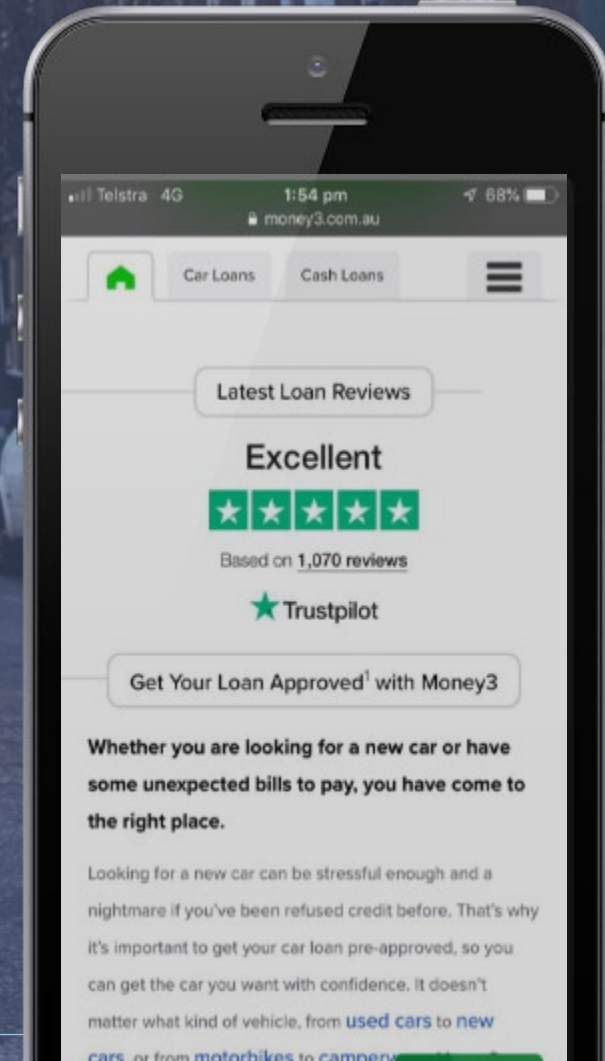 Telstra 4G 1:54 pm 68%
money3.com.au
Car Loans Cash Loans
Latest Loan Reviews
Excellent
Based on 1,070 reviews
Trustpilot
Get Your Loan Approved¹ with Money3
Whether you are looking for a new car or have
some unexpected bills to pay, you have come to
the right place.
Looking for a new car can be stressful enough and a
nightmare if you've been refused credit before. That's why
it's important to get your car loan pre-approved, so you
can get the car you want with confidence. It doesn't
matter what kind of vehicle, from used cars to new
cars, or from motorbikes to